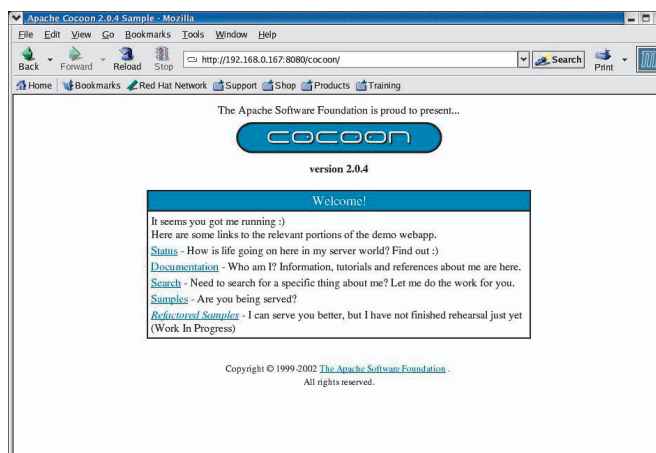 Apache Cocoon 2.0.4 Sample - Mozilla
File Edit View Go Bookmarks Tools Window Help
Back Forward Reload Stop http://192.168.0.167:8080/cocoon/ Search Print
Home Bookmarks Red Hat Network Support Shop Products Training
The Apache Software Foundation is proud to present...
cocoon
version 2.0.4
Welcome!
It seems you got me running :)
Here are some links to the relevant portions of the demo webapp.
Status - How is life going on here in my server world? Find out :)
Documentation - Who am I? Information, tutorials and references about me are here.
Search - Need to search for a specific thing about me? Let me do the work for you.
Samples - Are you being served?
Refactored Samples - I can serve you better, but I have not finished rehearsal just yet
(Work In Progress)
Copyright © 1999-2002 The Apache Software Foundation .
All rights reserved.